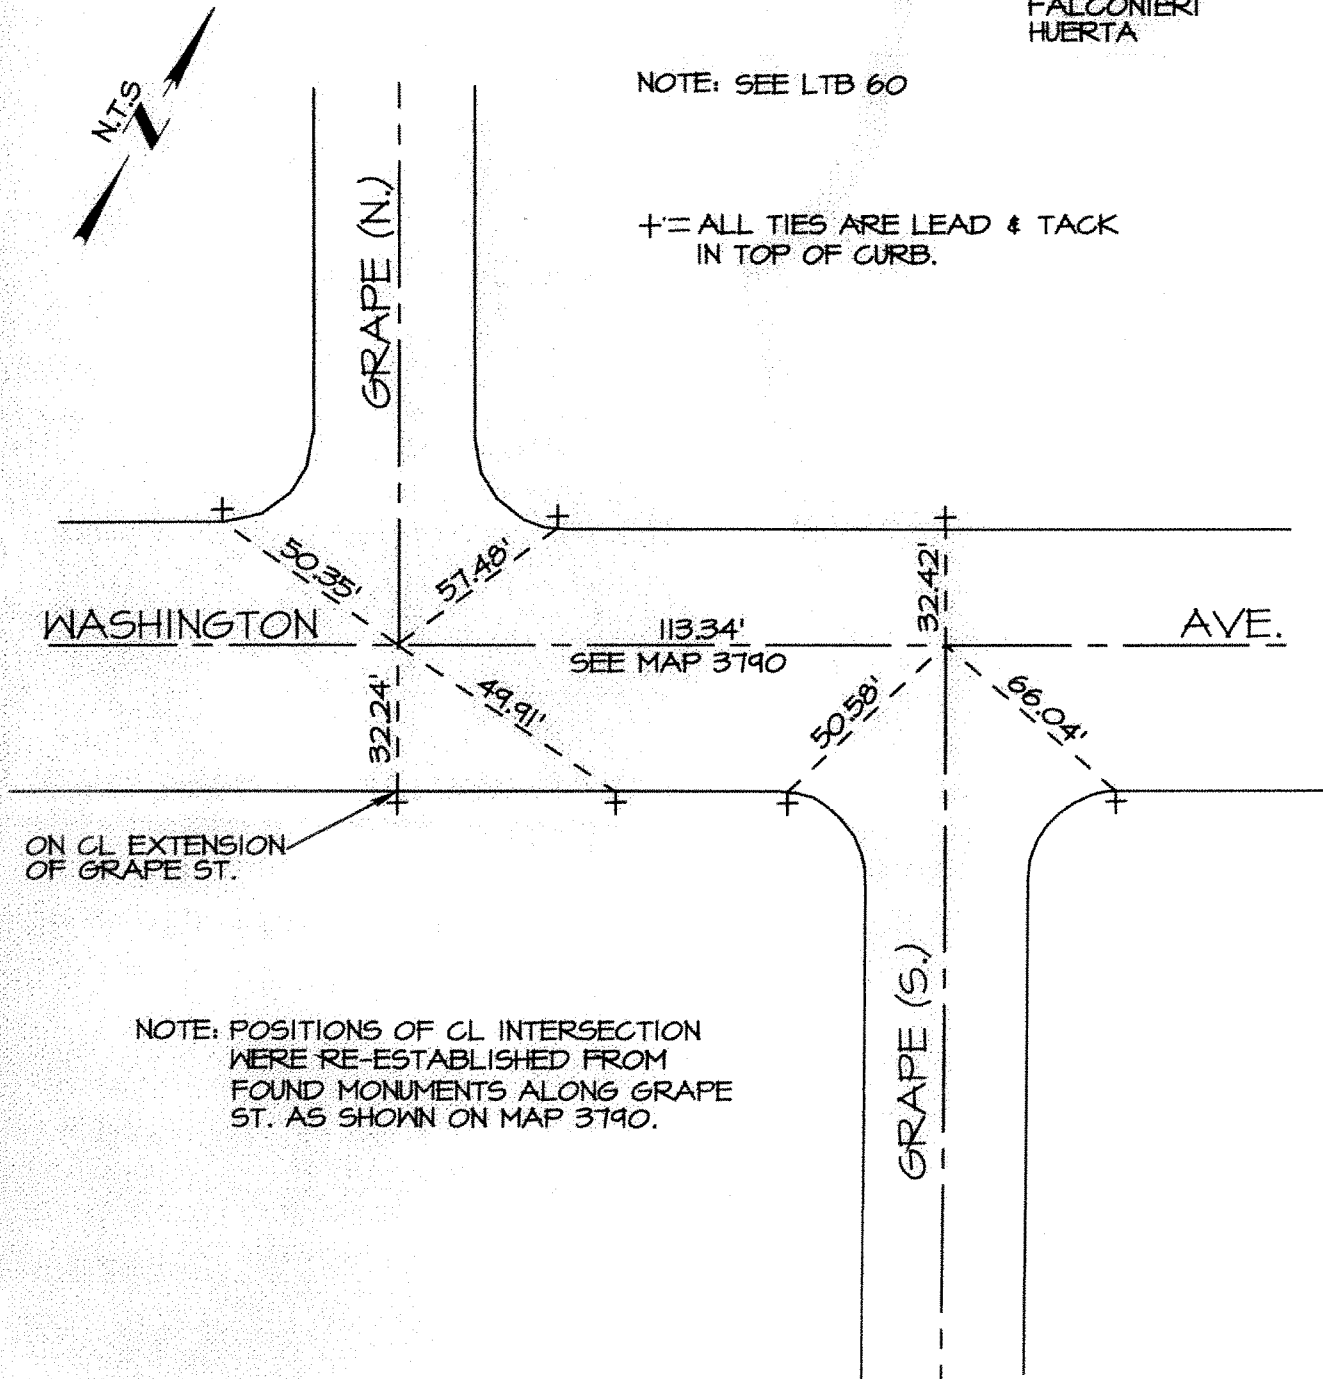 FALCONIERI
HUERTA
N.T.S
N
NOTE: SEE LTB 60
+ = ALL TIES ARE LEAD & TACK
IN TOP OF CURB.
GRAPE (N.)
50.35'
57.48'
32.42'
WASHINGTON
113.34'
AVE.
SEE MAP 3790
32.24'
49.91'
50.58'
66.04'
ON CL EXTENSION
OF GRAPE ST.
GRAPE (S.)
NOTE: POSITIONS OF CL INTERSECTION
WERE RE-ESTABLISHED FROM
FOUND MONUMENTS ALONG GRAPE
ST. AS SHOWN ON MAP 3790.